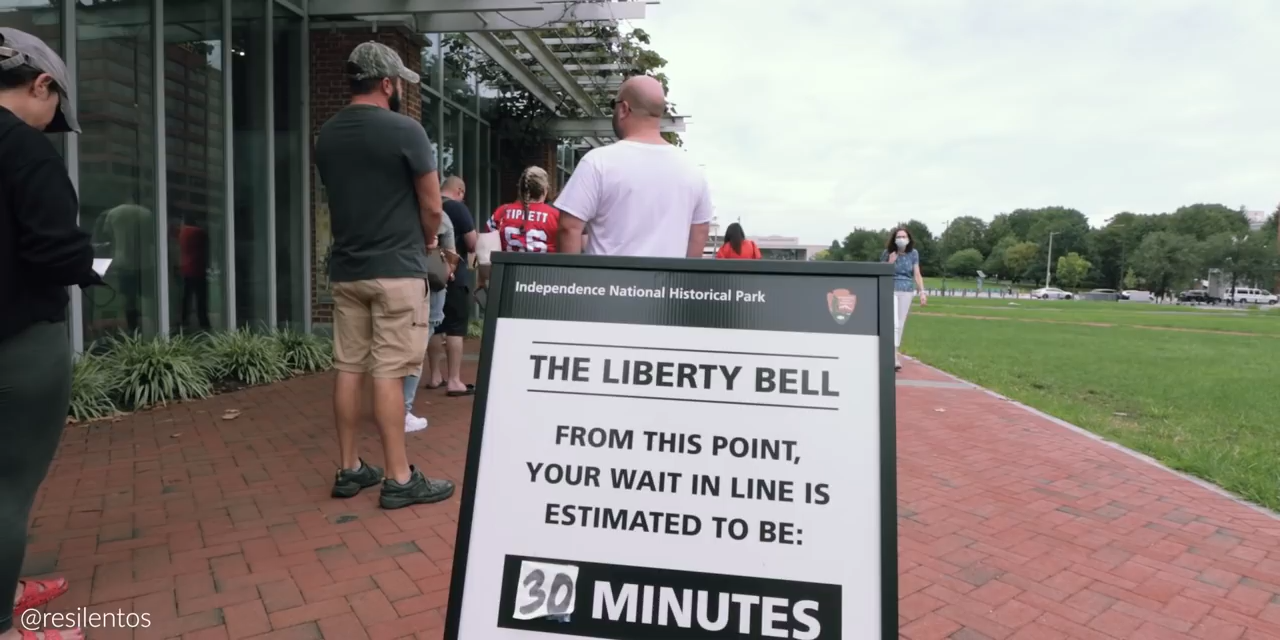 TIPPETT
56
Independence National Historical Park
THE LIBERTY BELL
FROM THIS POINT,
YOUR WAIT IN LINE IS
ESTIMATED TO BE:
30 MINUTES
@resilentos